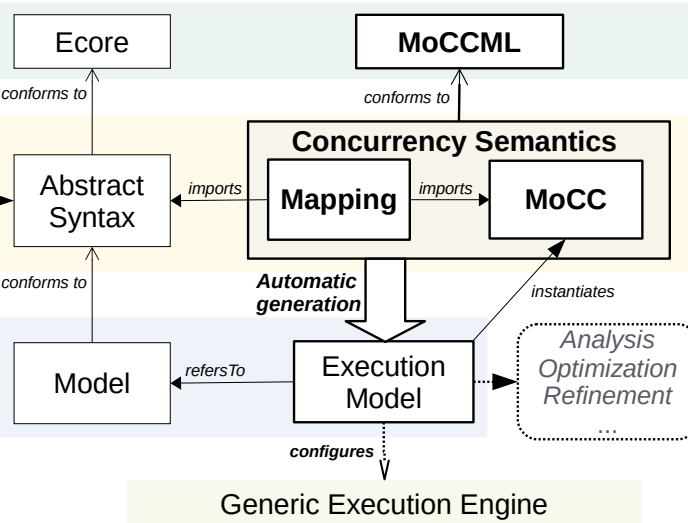 Ecore
MoCCML
conforms to
conforms to
Concurrency Semantics
Abstract
Syntax
imports
Mapping
imports
MoCC
conforms to
Automatic
generation
instantiates
Model
refersTo
Execution
Model
Analysis
Optimization
Refinement
...
configures
Generic Execution Engine